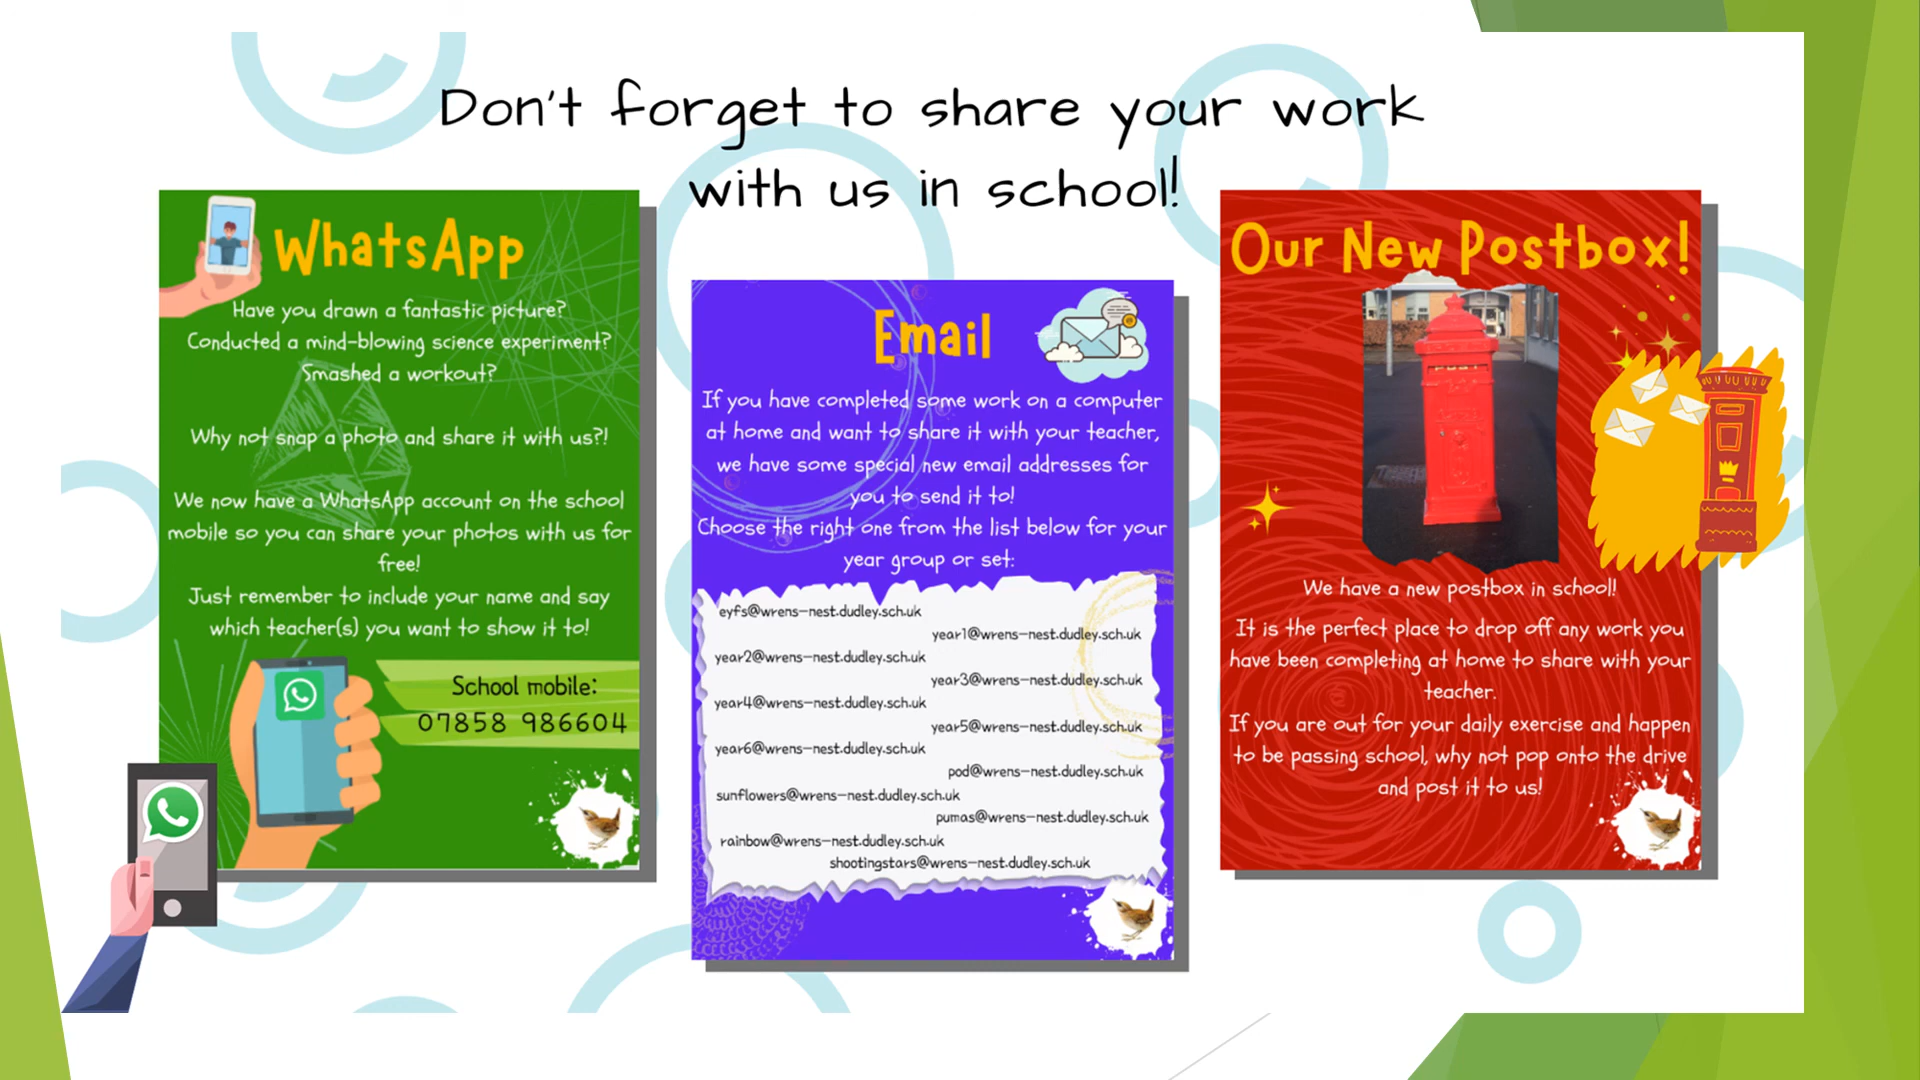 Don't forget to share your work
with us in school!
WhatsApp
Have you drawn a fantastic picture?
Conducted a mind-blowing science experiment?
Smashed a workout?
Why not snap a photo and share it with us?!
We now have a WhatsApp account on the school
mobile so you can share your photos with us for
free!
Just remember to include your name and say
which teacher(s) you want to show it to!
School mobile:
07858 986604
Email
If you have completed some work on a computer
at home and want to share it with your teacher,
we have some special new email addresses for
you to send it to!
Choose the right one from the list below for your
year group or set:
eyfs@wrens-nest.dudley.sch.uk
year1@wrens-nest.dudley.sch.uk
year2@wrens-nest.dudley.sch.uk
year3@wrens-nest.dudley.sch.uk
year4@wrens-nest.dudley.sch.uk
year5@wrens-nest.dudley.sch.uk
year6@wrens-nest.dudley.sch.uk
pod@wrens-nest.dudley.sch.uk
sunflowers@wrens-nest.dudley.sch.uk
pumas@wrens-nest.dudley.sch.uk
rainbow@wrens-nest.dudley.sch.uk
shootingstars@wrens-nest.dudley.sch.uk
Our New Postbox!
We have a new postbox in school!
It is the perfect place to drop off any work you
have been completing at home to share with your
teacher.
If you are out for your daily exercise and happen
to be passing school, why not pop onto the drive
and post it to us!